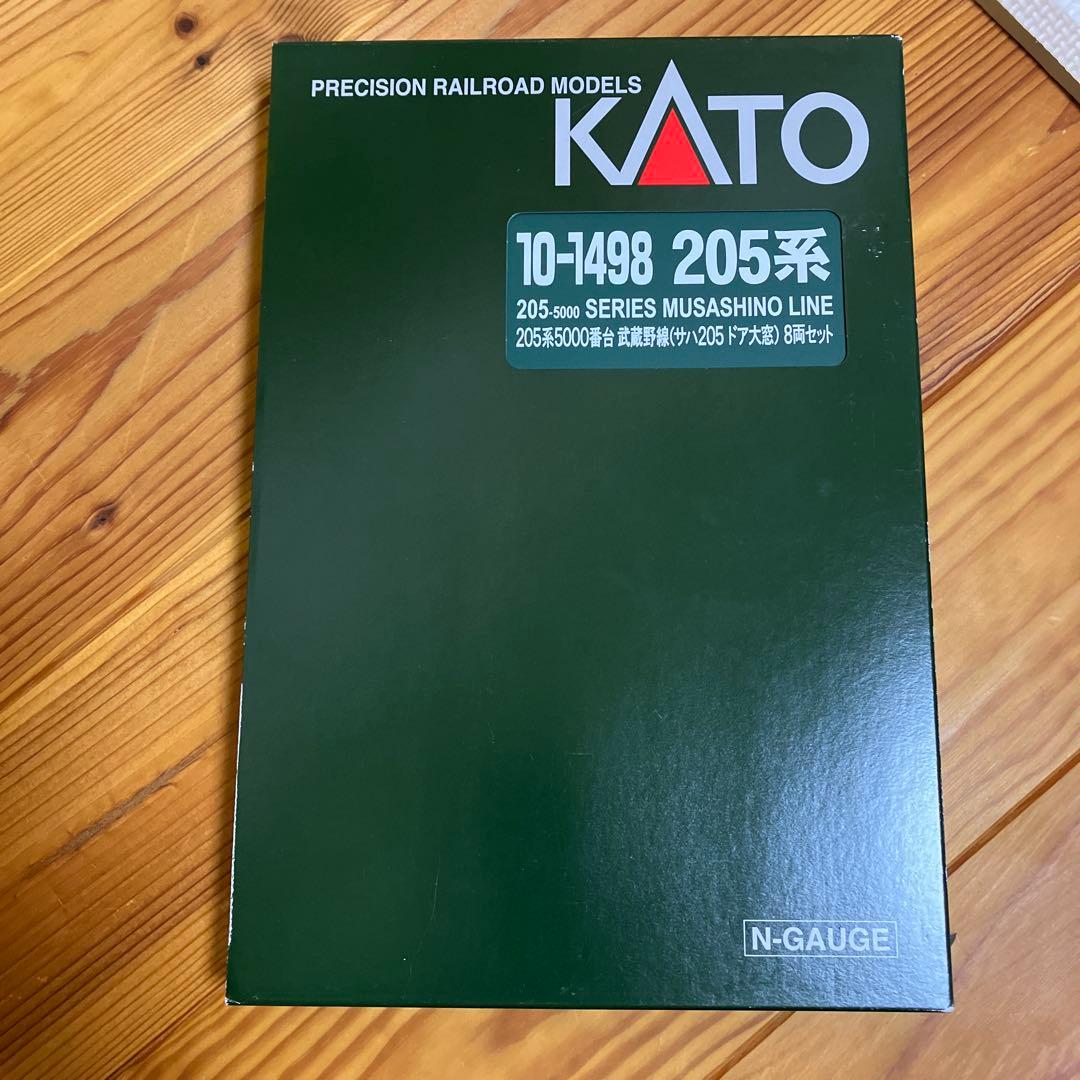 PRECISION RAILROAD MODELS
KATO
10-1498 205系
205-5000 SERIES MUSASHINO LINE
205系5000番台 武蔵野線(サハ205 ドア大窓) 8両セット
N-GAUGE